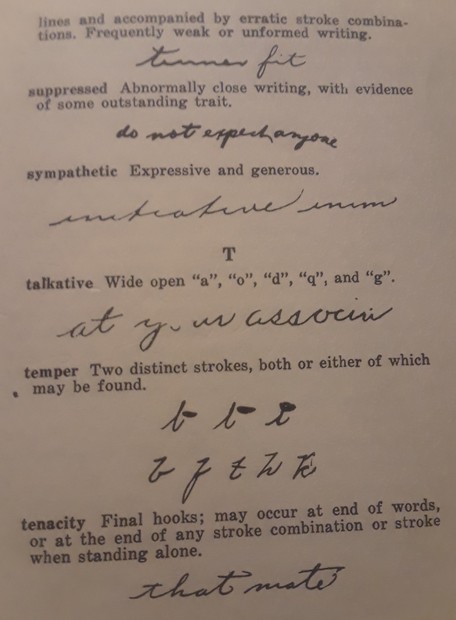 lines and accompanied by erratic stroke combina-
tions. Frequently weak or unformed writing.
fit
suppressed Abnormally close writing, with evidence
of some outstanding trait.
do not expect anyone
sympathetic Expressive and generous.
initiative
T
talkative Wide open “a”, “o”, “d”, “q”, and “g”.
at your associa
temper Two distinct strokes, both or either of which
may be found.
t t t
b f t h k
tenacity Final hooks; may occur at end of words,
or at the end of any stroke combination or stroke
when standing alone.
that mate